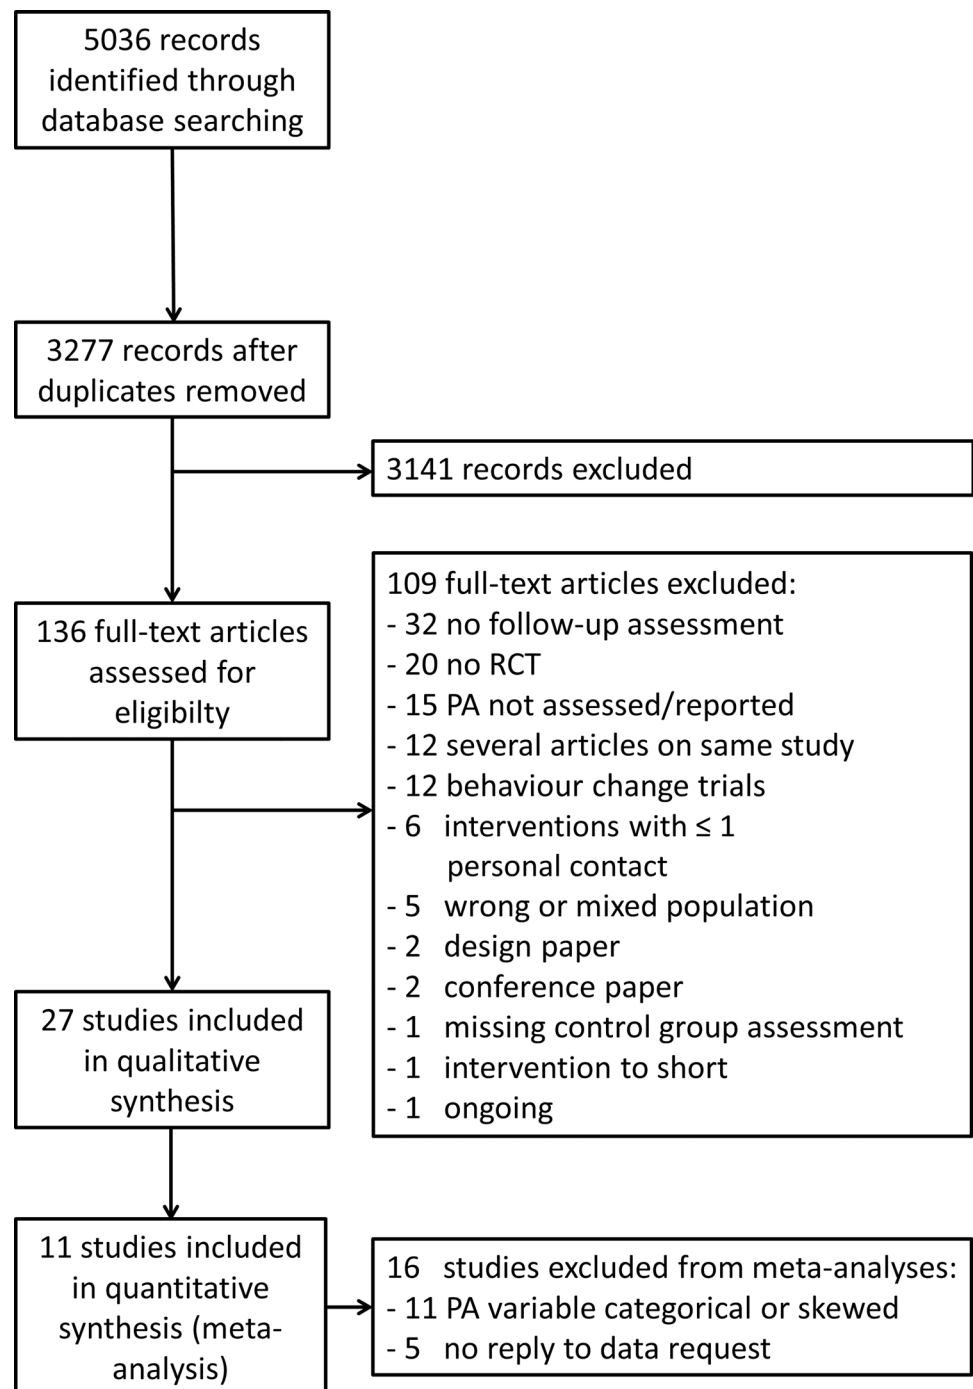 5036 records
identified through
database searching
3277 records after
duplicates removed
3141 records excluded
136 full-text articles
assessed for
eligibilty
109 full-text articles excluded:
- 32 no follow-up assessment
- 20 no RCT
- 15 PA not assessed/reported
- 12 several articles on same study
- 12 behaviour change trials
- 6 interventions with ≤ 1
personal contact
- 5 wrong or mixed population
- 2 design paper
- 2 conference paper
- 1 missing control group assessment
- 1 intervention to short
- 1 ongoing
27 studies included
in qualitative
synthesis
11 studies included
in quantitative
synthesis (meta-
analysis)
16 studies excluded from meta-analyses:
- 11 PA variable categorical or skewed
- 5 no reply to data request